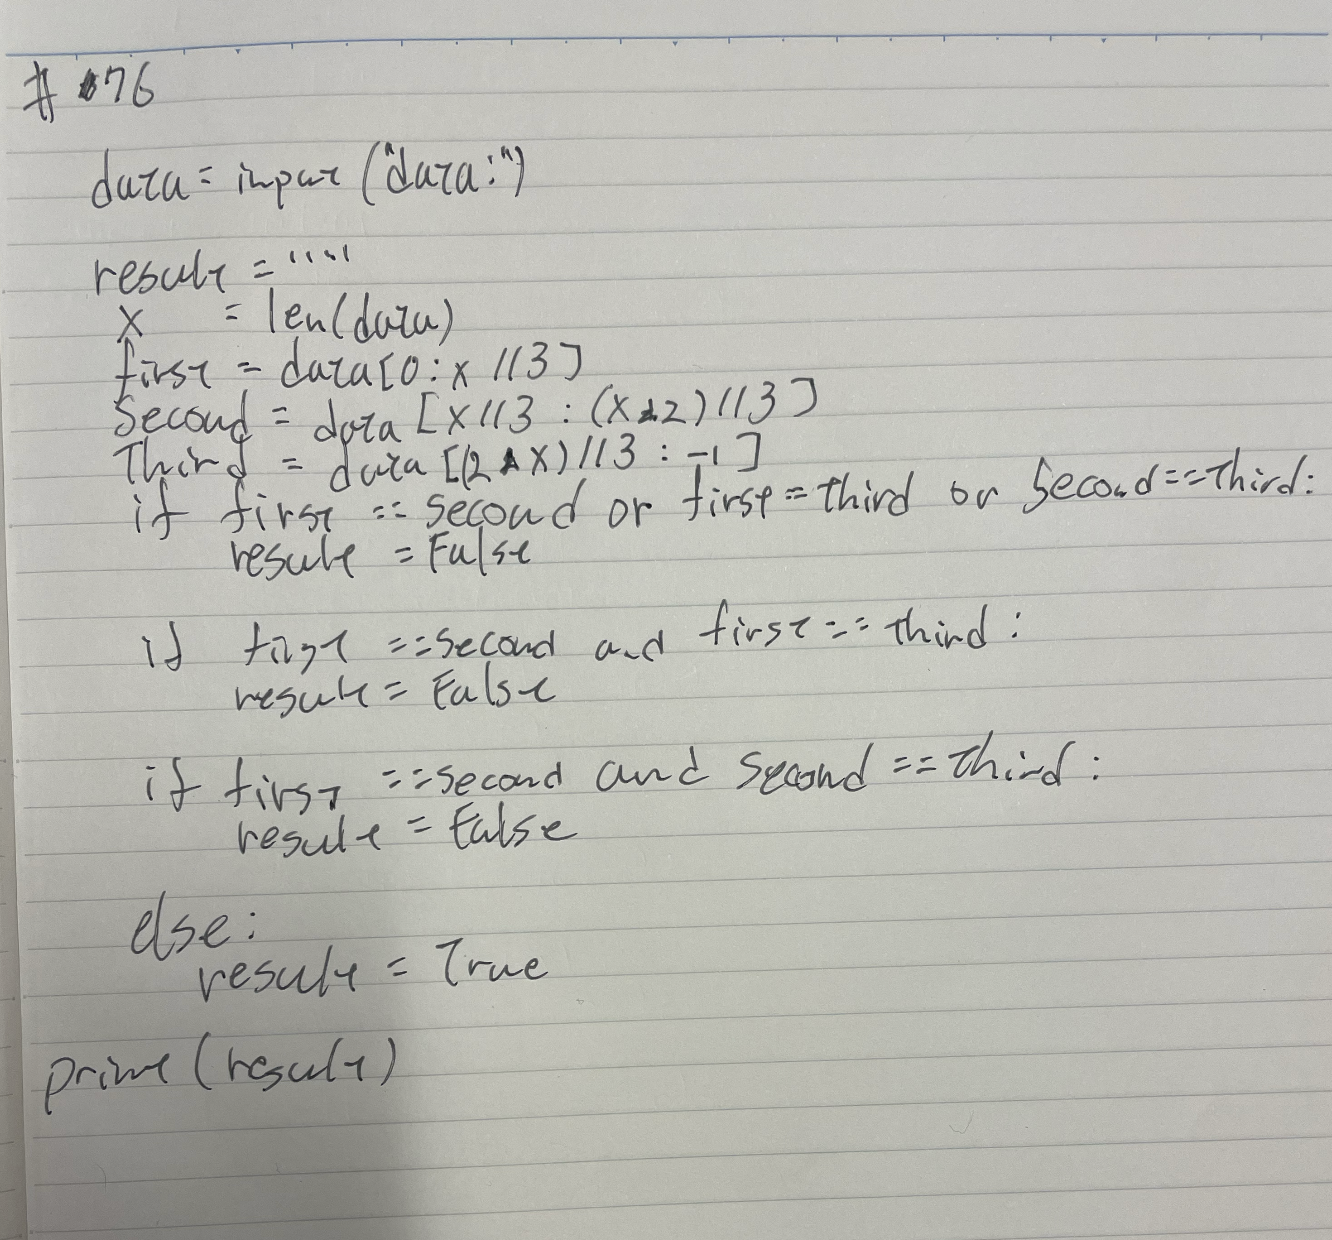 # 76
data = input ("data:")
result = ""
x = len(data)
first = data[0:x//3]
Second = data [x//3 : (x*2)//3]
Third = data [(2*x)//3 : -1]
if first == second or first == third or Second == Third:
result = False
if first == second and first == third :
result = False
if first == second and second == third :
result = False
else:
result = True
print (result)